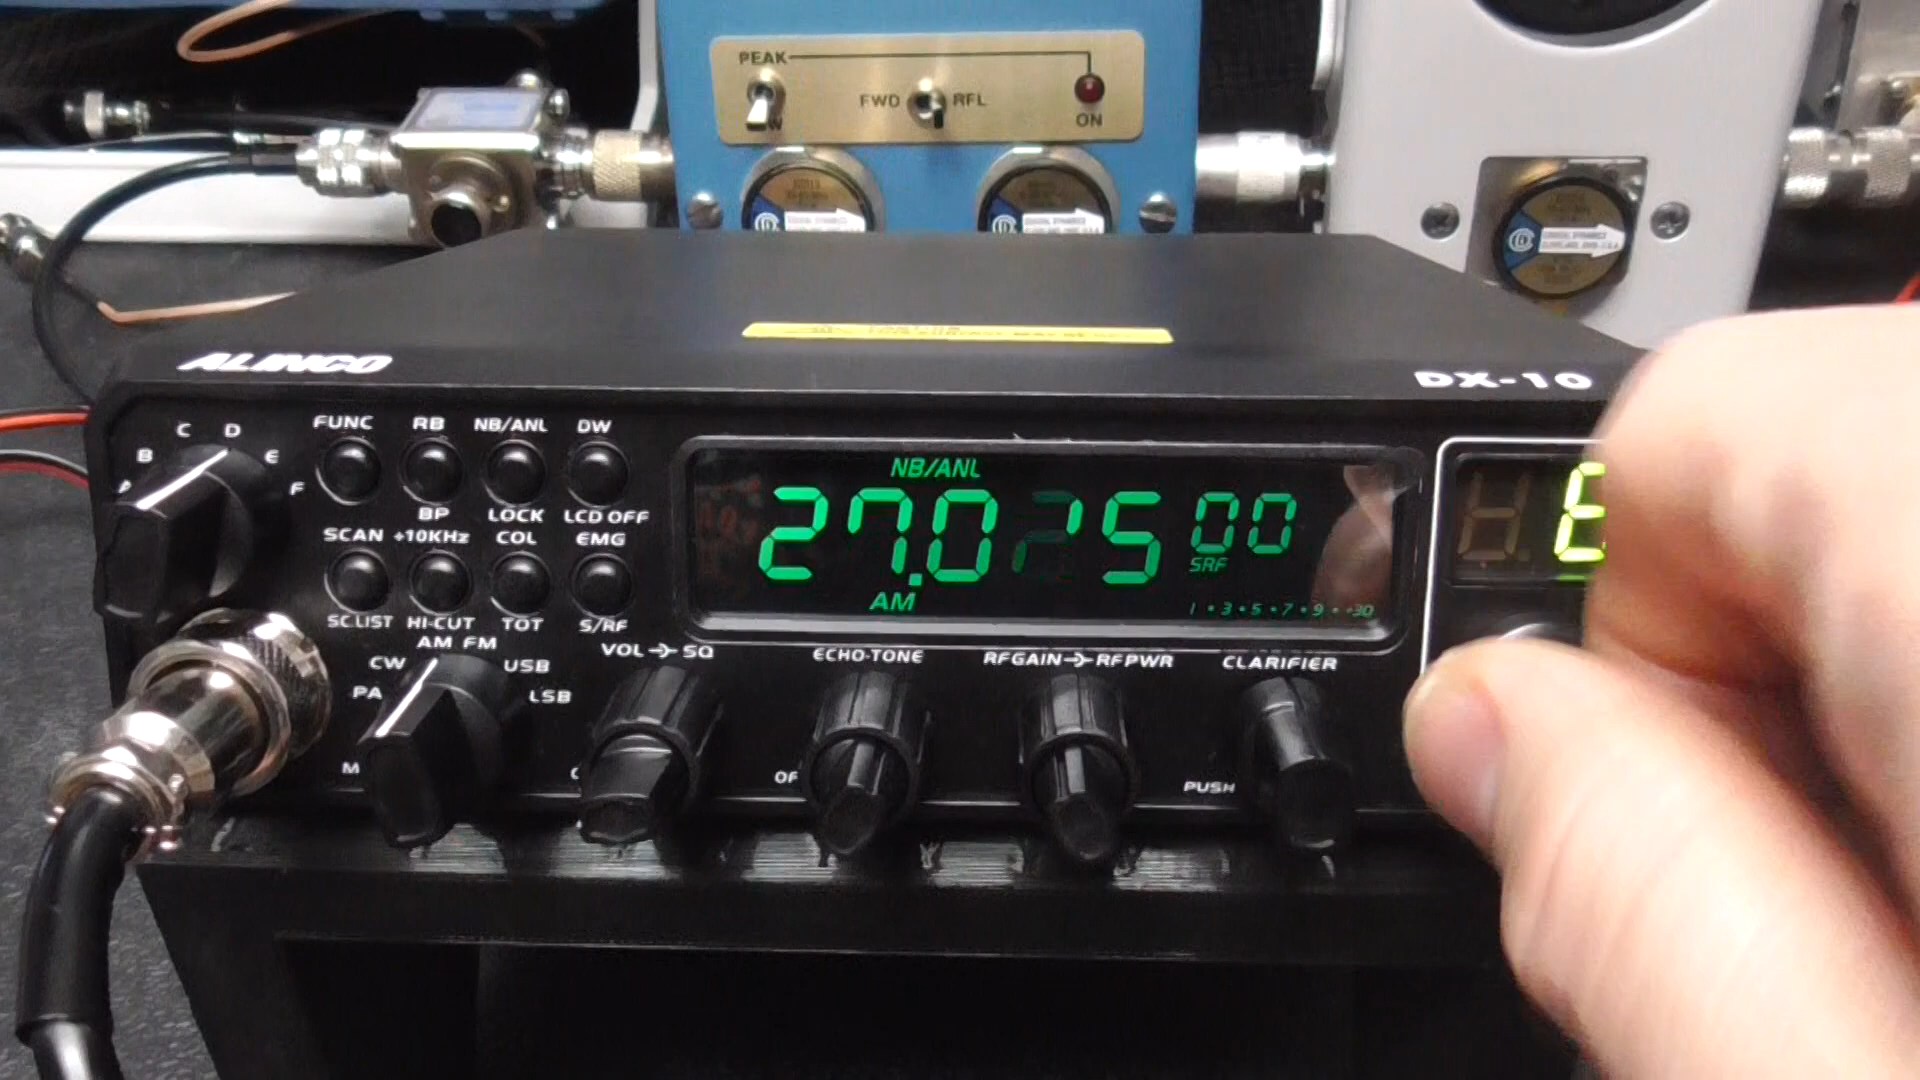 PEAK
FWD RFL
ON
ALINCO
DX-10
C D
B E
A F
FUNC RB NB/ANL DW
BP LOCK LCD OFF
SCAN +10KHz COL EMG
SC.LIST HI-CUT TOT S/RF
NB/ANL
27.0 5 00
SRF
AM
1 • 3 • 5 • 7 • 9 • +30
AM FM
CW USB
PA LSB
M
VOL SQ
ECHO-TONE
RFGAIN RFPWR
CLARIFIER
PUSH